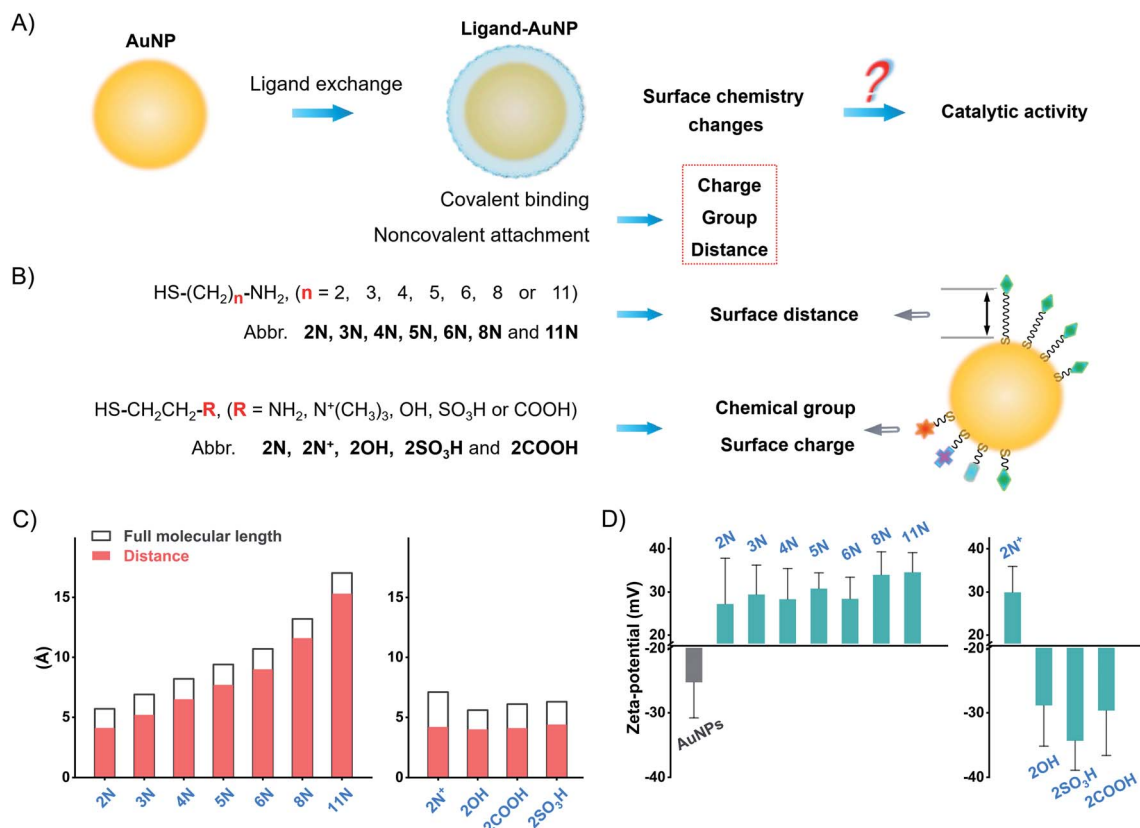 A)
AuNP
Ligand exchange
Ligand-AuNP
Surface chemistry
changes
?
Catalytic activity
Covalent binding
Noncovalent attachment
Charge
Group
Distance
B)
HS-(CH₂)n-NH₂, (n = 2, 3, 4, 5, 6, 8 or 11)
Abbr. 2N, 3N, 4N, 5N, 6N, 8N and 11N
Surface distance
HS-CH₂CH₂-R, (R = NH₂, N⁺(CH₃)₃, OH, SO₃H or COOH)
Abbr. 2N, 2N⁺, 2OH, 2SO₃H and 2COOH
Chemical group
Surface charge
S S S S
S S S S
C)
Full molecular length
Distance
(Å)
15
10
5
0
2N 3N 4N 5N 6N 8N 11N
2N⁺ 2OH 2COOH 2SO₃H
D)
Zeta-potential (mV)
40
30
20
-20
-30
-40
2N 3N 4N 5N 6N 8N 11N
AuNPs
40
30
20
-20
-30
-40
2N⁺
2OH 2SO₃H 2COOH